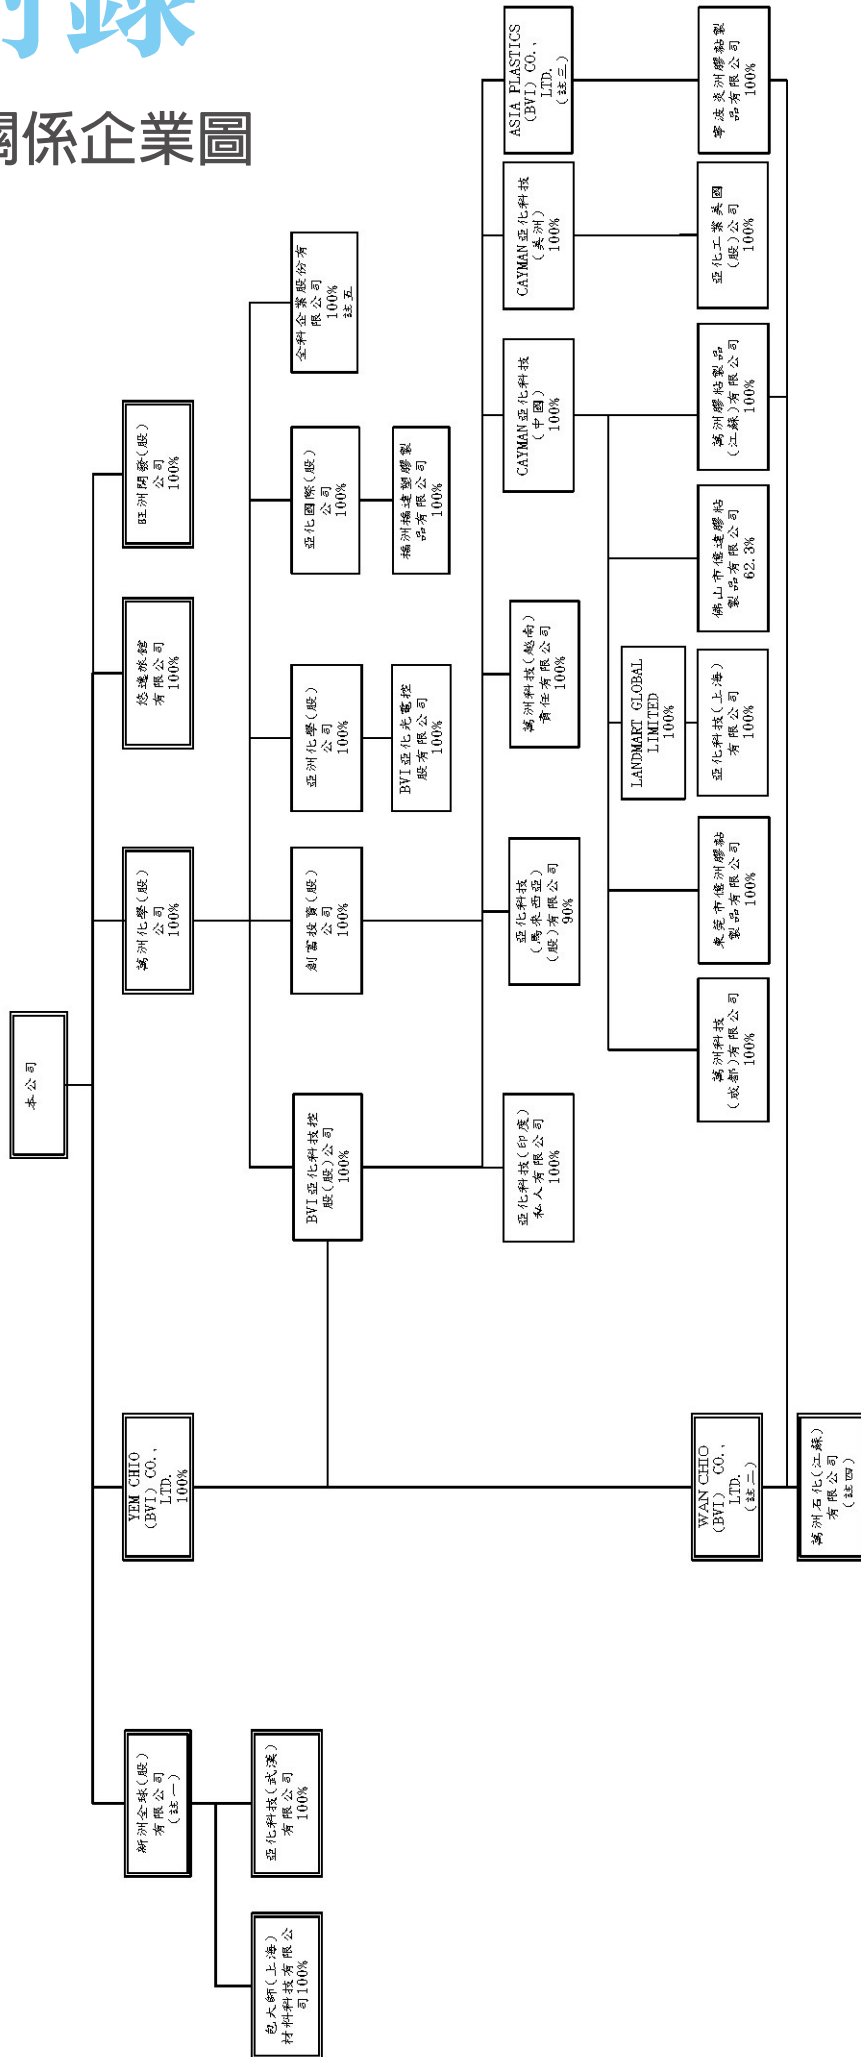 附錄
關係企業圖
本公司
新洲全球(股)
有限公司
(註一)
YEM CHIO
(BVI) CO.,
LTD.
100%
萬洲化學(股)
公司
100%
悠逸旅館
有限公司
100%
旺洲開發(股)
公司
100%
包大師(上海)
材料科技有限公
司100%
亞化科技(武漢)
有限公司
100%
BVI亞化科技控
股(股)公司
100%
創富投資(股)
公司
100%
亞洲化學(股)
公司
100%
亞化國際(股)
公司
100%
全科企業股份有
限公司
100%
註五
BVI亞化光電控
股有限公司
100%
橋洲橋達塑膠製
品有限公司
100%
亞化科技(印度)
私人有限公司
100%
亞化科技
(馬來西亞)
(股)有限公司
90%
萬洲科技(越南)
責任有限公司
100%
CAYMAN亞化科技
(中國)
100%
CAYMAN亞化科技
(美洲)
100%
ASIA PLASTICS
(BVI) CO.,
LTD.
(註三)
LANDMART GLOBAL
LIMITED
100%
WAN CHIO
(BVI) CO.,
LTD.
(註二)
萬洲科技
(成都)有限公司
100%
東莞市億洲膠黏
製品有限公司
100%
亞化科技(上海)
有限公司
100%
佛山市億達膠粘
製品有限公司
62.3%
萬洲膠粘製品
(江蘇)有限公司
100%
亞化工業美國
(股)公司
100%
寧波炎洲膠黏製
品有限公司
100%
萬洲石化(江蘇)
有限公司
(註四)